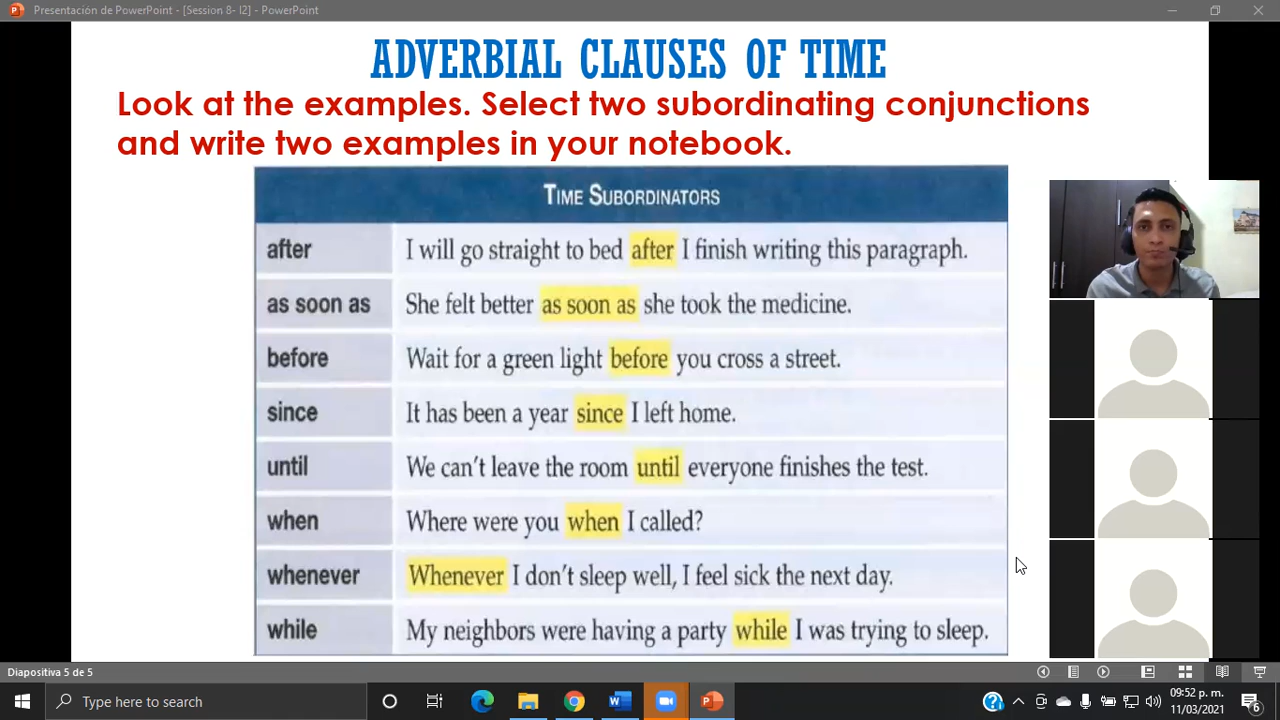 Presentación de PowerPoint - [Session 8- I2] - PowerPoint
ADVERBIAL CLAUSES OF TIME
Look at the examples. Select two subordinating conjunctions
and write two examples in your notebook.
TIME SUBORDINATORS
after I will go straight to bed after I finish writing this paragraph.
as soon as She felt better as soon as she took the medicine.
before Wait for a green light before you cross a street.
since It has been a year since I left home.
until We can't leave the room until everyone finishes the test.
when Where were you when I called?
whenever Whenever I don't sleep well, I feel sick the next day.
while My neighbors were having a party while I was trying to sleep.
Diapositiva 5 de 5
Type here to search
09:52 p. m.
11/03/2021
6